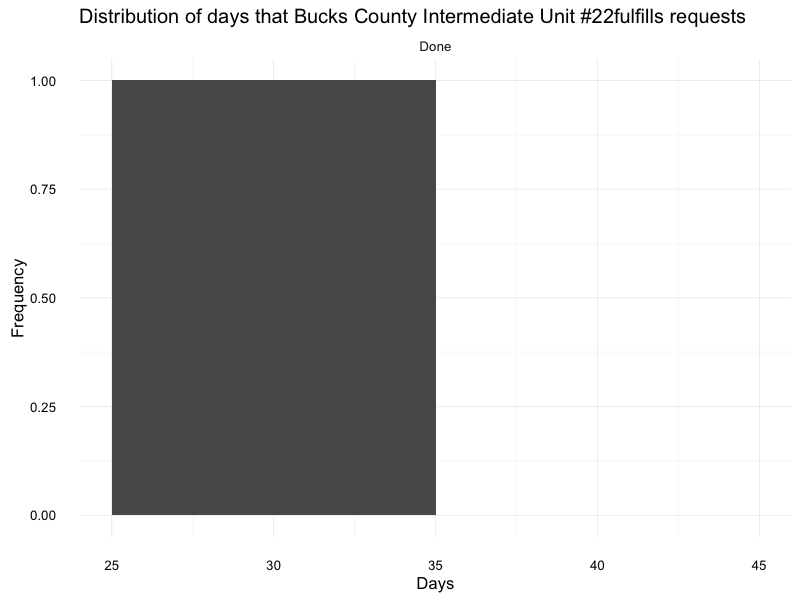 Distribution of days that Bucks County Intermediate Unit #22fulfills requests
Done
1.00
0.75
0.50
0.25
0.00
Frequency
25 30 35 40 45
Days